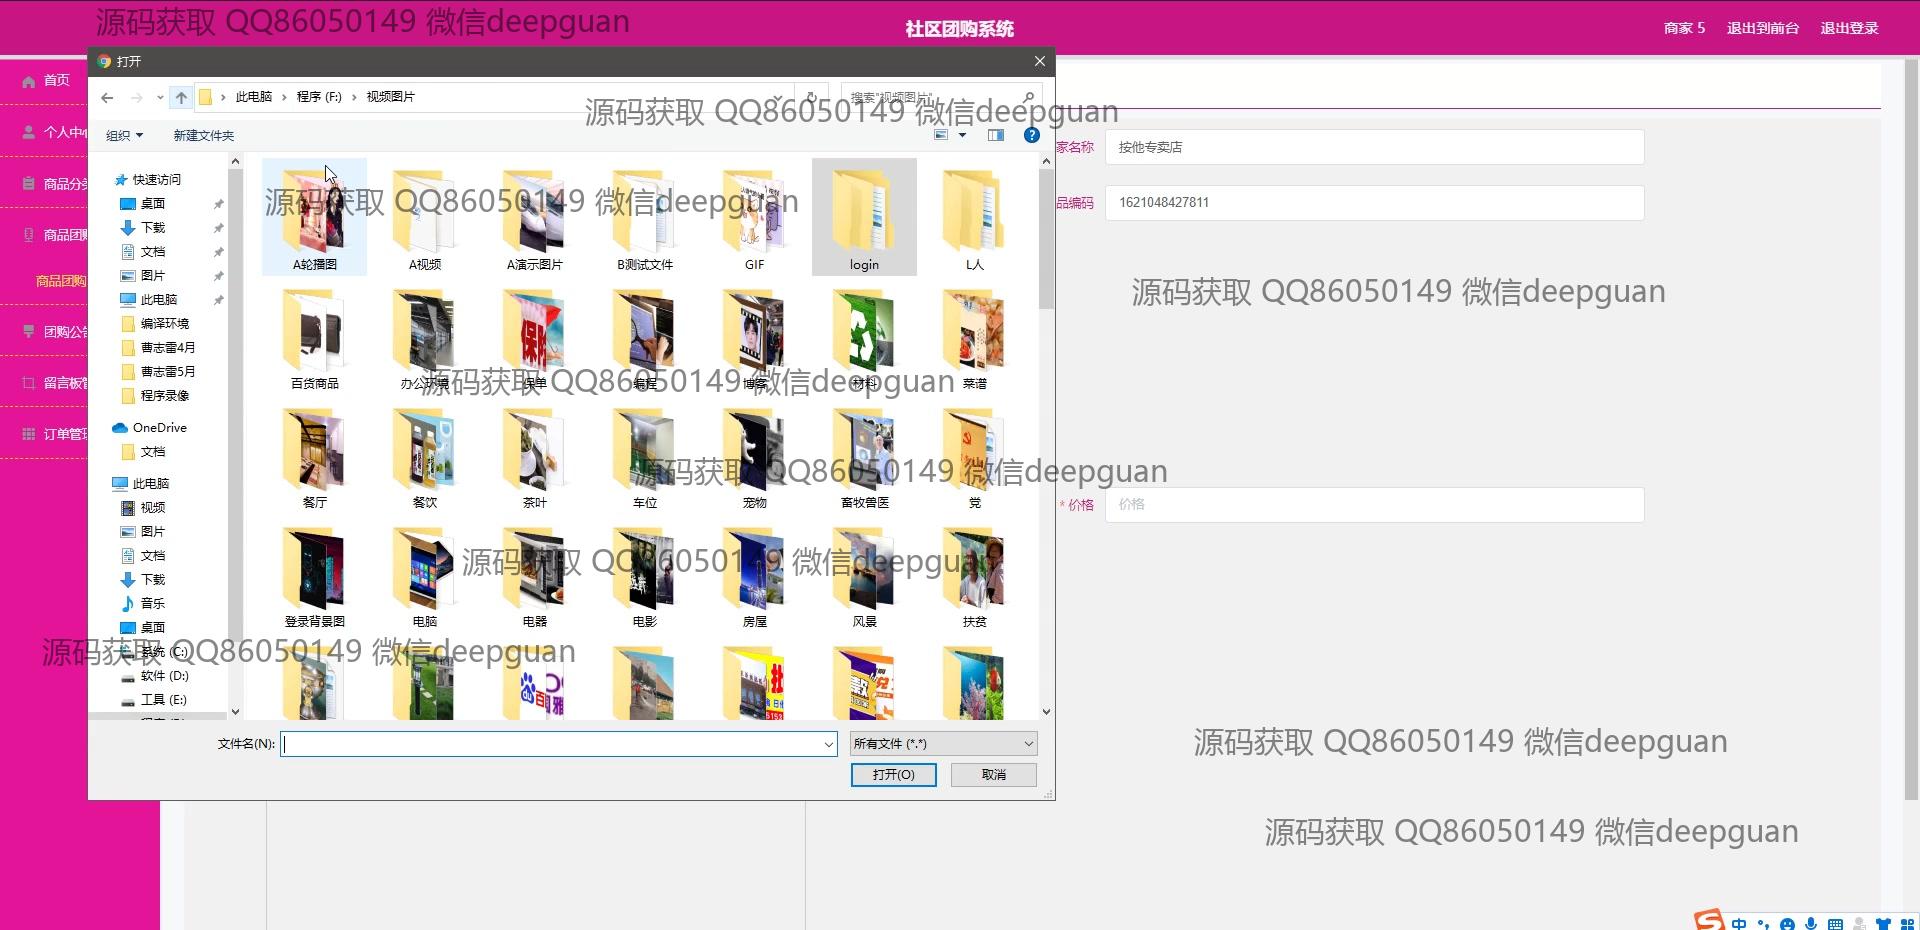 源码获取 QQ86050149 微信deepguan
社区团购系统
商家 5
退出到前台
退出登录
打开
首页
此电脑
程序 (F:)
视频图片
搜索"视频图片"
源码获取 QQ86050149 微信deepguan
个人中心
组织
新建文件夹
家名称
按他专卖店
快速访问
桌面
下载
文档
图片
此电脑
编译环境
曹志雷4月
曹志雷5月
程序录像
OneDrive
文档
此电脑
视频
图片
文档
下载
音乐
桌面
系统 (C:)
软件 (D:)
工具 (E:)
商品分类
商品团购
商品团购
团购公告
留言板管
订单管理
品编码
1621048427811
源码获取 QQ86050149 微信deepguan
A轮播图
A视频
A演示图片
B测试文件
GIF
login
L人
源码获取 QQ86050149 微信deepguan
百货商品
办公环境
保单
编程
博客
材料
菜谱
源码获取 QQ86050149 微信deepguan
源码获取 QQ86050149 微信deepguan
餐厅
餐饮
茶叶
车位
宠物
畜牧兽医
党
* 价格
价格
源码获取 QQ86050149 微信deepguan
登录背景图
电脑
电器
电影
房屋
风景
扶贫
源码获取 QQ86050149 微信deepguan
文件名(N):
所有文件 (*.*)
打开(O)
取消
源码获取 QQ86050149 微信deepguan
源码获取 QQ86050149 微信deepguan
中